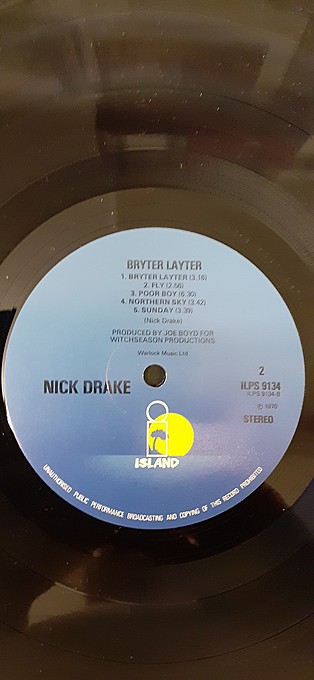 BRYTER LAYTER
1. BRYTER LAYTER (3.16)
2. FLY (2.56)
3. POOR BOY (6.30)
4. NORTHERN SKY (3.42)
5. SUNDAY (3.39)
(Nick Drake)
PRODUCED BY JOE BOYD FOR
WITCHSEASON PRODUCTIONS
Warlock Music Ltd
NICK DRAKE
2
ILPS 9134
ILPS 9134-B
℗ 1970
STEREO
ISLAND
UNAUTHORISED PUBLIC PERFORMANCE BROADCASTING AND COPYING OF THIS RECORD PROHIBITED